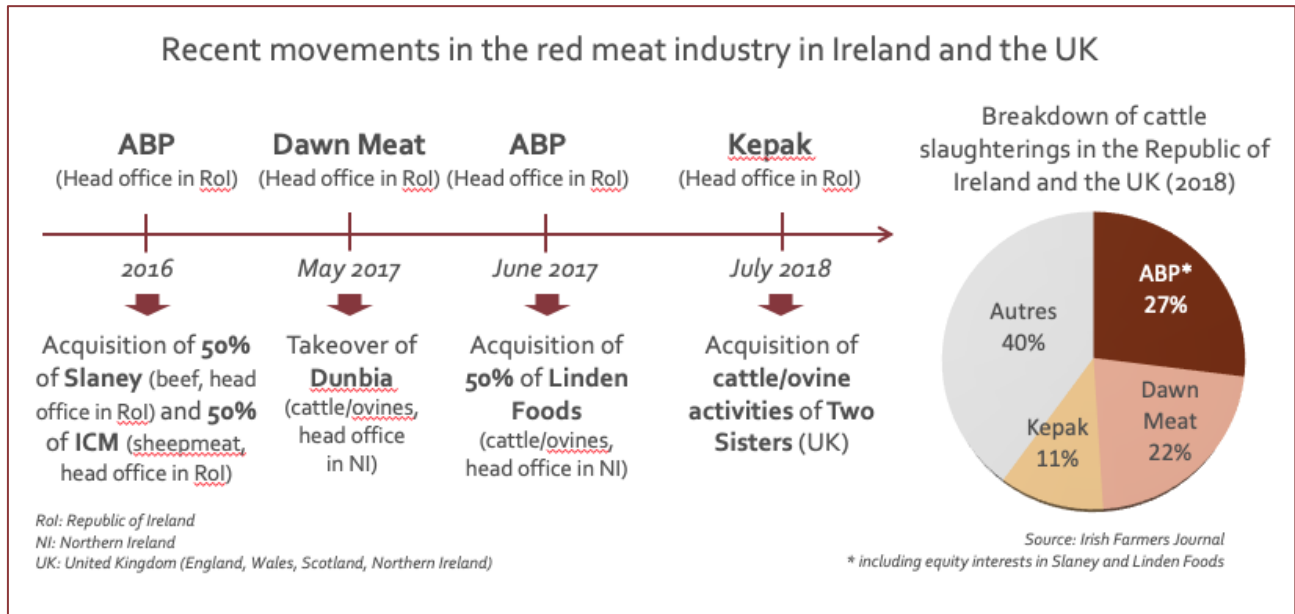 Recent movements in the red meat industry in Ireland and the UK
ABP
(Head office in RoI)
2016
Acquisition of 50%
of Slaney (beef, head
office in RoI) and 50%
of ICM (sheepmeat,
head office in RoI)
Dawn Meat
(Head office in RoI)
May 2017
Takeover of
Dunbia
(cattle/ovines,
head office
in NI)
ABP
(Head office in RoI)
June 2017
Acquisition of
50% of Linden
Foods
(cattle/ovines,
head office in NI)
Kepak
(Head office in RoI)
July 2018
Acquisition of
cattle/ovine
activities of Two
Sisters (UK)
Breakdown of cattle
slaughterings in the Republic of
Ireland and the UK (2018)
ABP*
27%
Dawn
Meat
22%
Kepak
11%
Autres
40%
RoI: Republic of Ireland
NI: Northern Ireland
UK: United Kingdom (England, Wales, Scotland, Northern Ireland)
Source: Irish Farmers Journal
* including equity interests in Slaney and Linden Foods